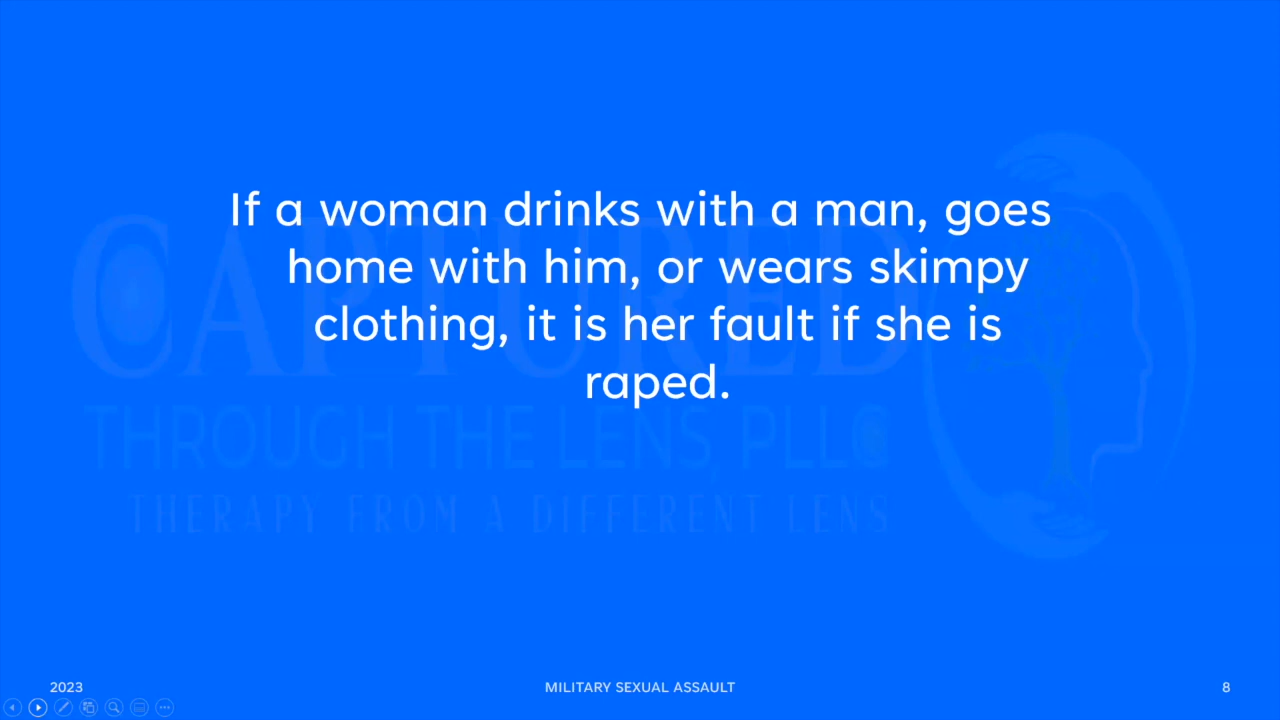 If a woman drinks with a man, goes
home with him, or wears skimpy
clothing, it is her fault if she is
raped.
CAPTURED
THROUGH THE LENS, PLLC
THERAPY FROM A DIFFERENT LENS
2023
MILITARY SEXUAL ASSAULT
8